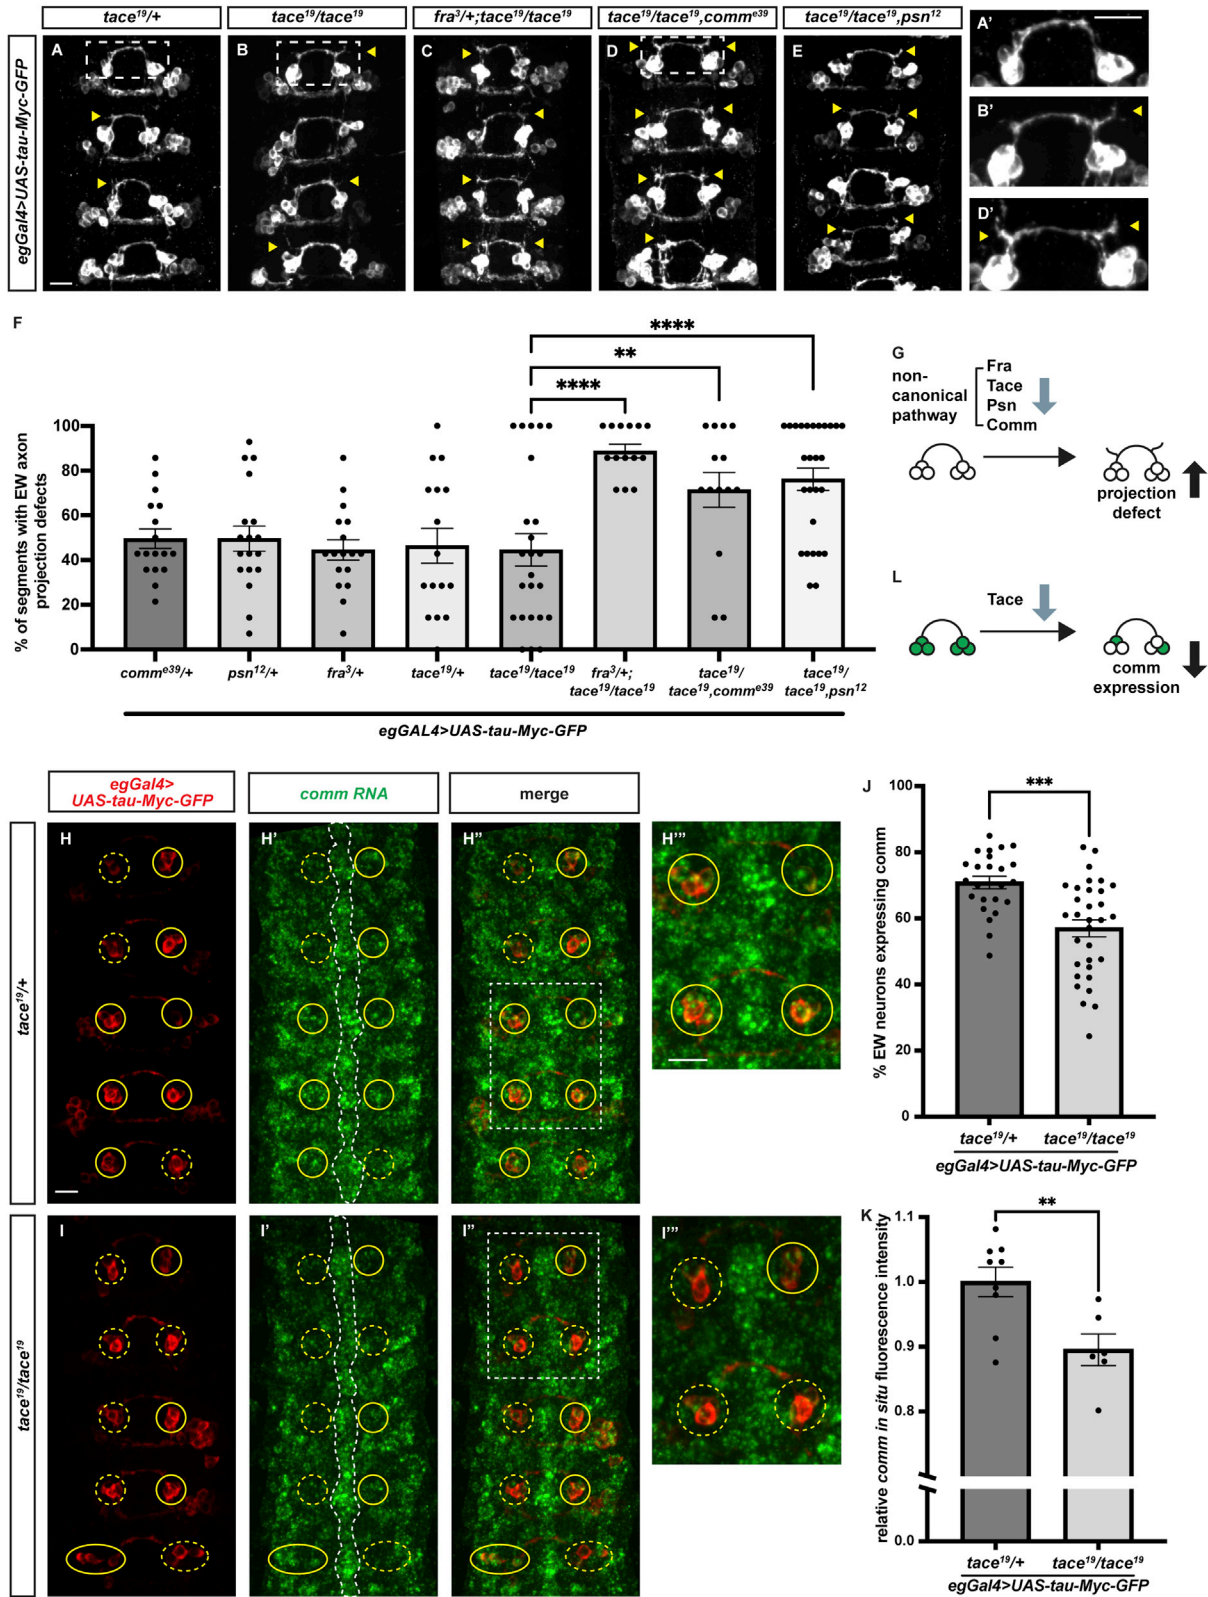 tace19/+
tace19/tace19
fra3/+;tace19/tace19
tace19/tace19,comme39
tace19/tace19,psn12
egGal4>UAS-tau-Myc-GFP
A
B
C
D
E
A'
B'
D'
F
****
**
****
% of segments with EW axon
projection defects
100
80
60
40
20
0
comme39/+
psn12/+
fra3/+
tace19/+
tace19/tace19
fra3/+;
tace19/tace19
tace19/
tace19,comme39
tace19/
tace19,psn12
egGAL4>UAS-tau-Myc-GFP
G
non-
canonical
pathway
Fra
Tace
Psn
Comm
projection
defect
L
Tace
comm
expression
egGal4>
UAS-tau-Myc-GFP
comm RNA
merge
tace19/+
H
H'
H"
H"'
tace19/tace19
I
I'
I"
I"'
J
***
% EW neurons expressing comm
100
80
60
40
20
0
tace19/+
tace19/tace19
egGal4>UAS-tau-Myc-GFP
K
**
relative comm in situ fluorescence intensity
1.1
1.0
0.9
0.8
0.0
tace19/+
tace19/tace19
egGal4>UAS-tau-Myc-GFP